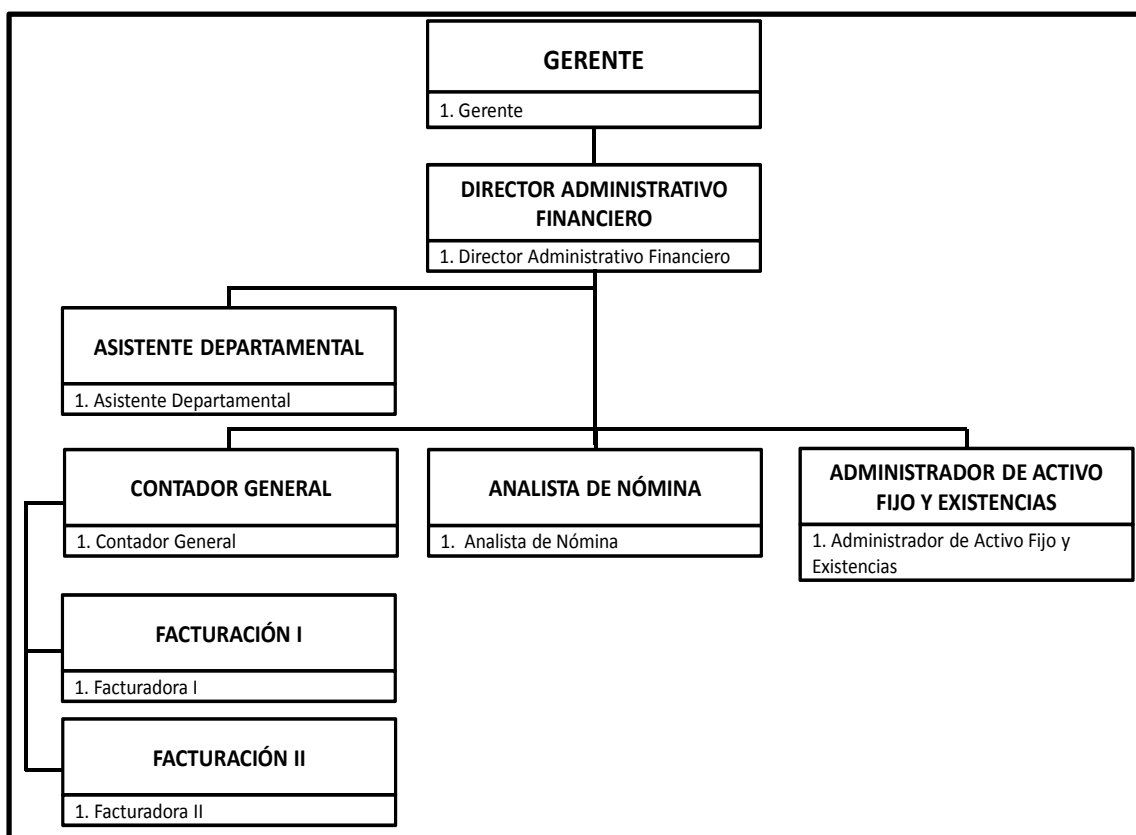 GERENTE
1. Gerente
DIRECTOR ADMINISTRATIVO
FINANCIERO
1. Director Administrativo Financiero
ASISTENTE DEPARTAMENTAL
1. Asistente Departamental
CONTADOR GENERAL
1. Contador General
ANALISTA DE NÓMINA
1. Analista de Nómina
ADMINISTRADOR DE ACTIVO
FIJO Y EXISTENCIAS
1. Administrador de Activo Fijo y
Existencias
FACTURACIÓN I
1. Facturadora I
FACTURACIÓN II
1. Facturadora II